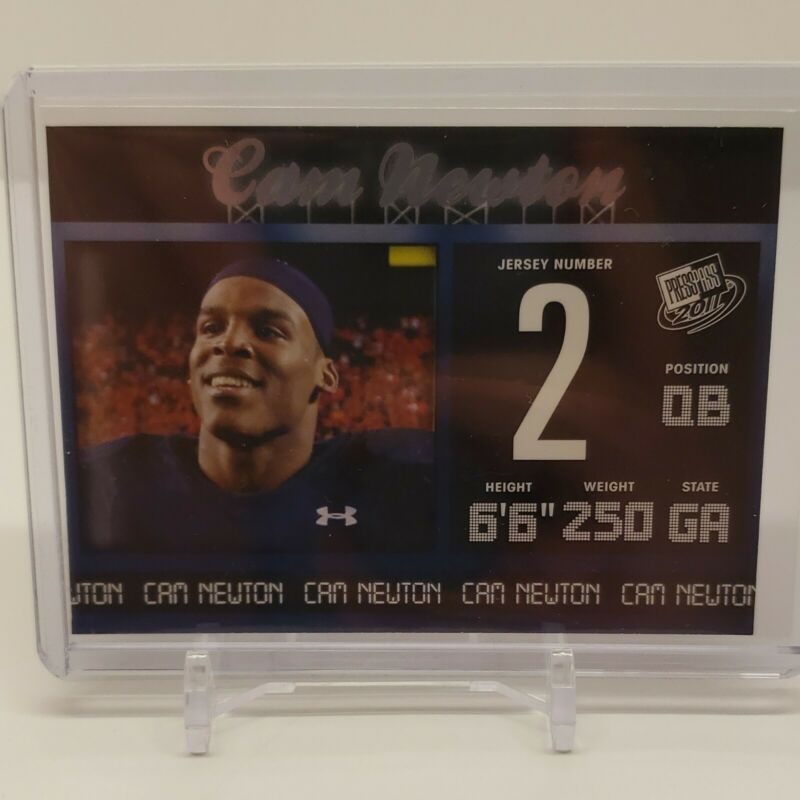 Cam Newton
JERSEY NUMBER
2
PRESS PASS
2011
POSITION
QB
HEIGHT WEIGHT STATE
6'6" 250 GA
WTON CAM NEWTON CAM NEWTON CAM NEWTON CAM NEWTON